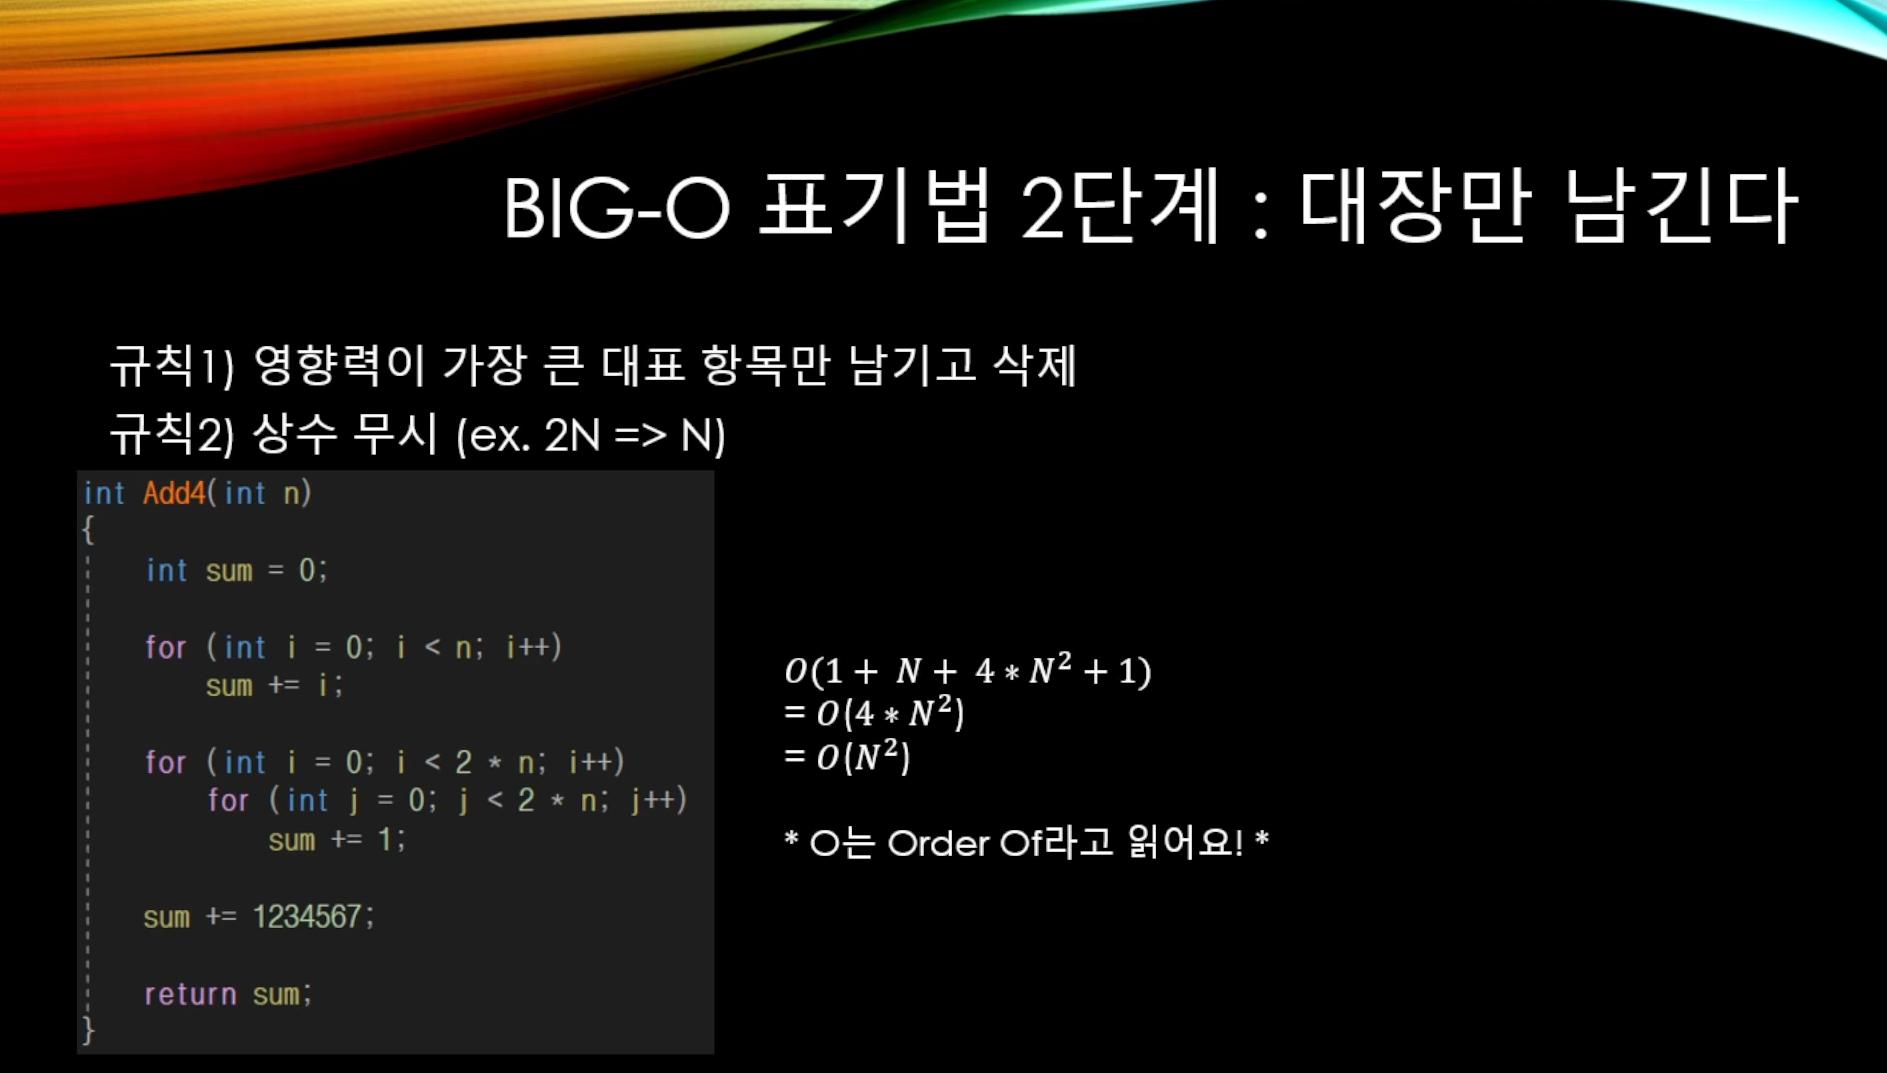 BIG-O 표기법 2단계 : 대장만 남긴다
규칙1) 영향력이 가장 큰 대표 항목만 남기고 삭제
규칙2) 상수 무시 (ex. 2N => N)
int Add4(int n)
{
    int sum = 0;
    for (int i = 0; i < n; i++)
        sum += i;
    for (int i = 0; i < 2 * n; i++)
        for (int j = 0; j < 2 * n; j++)
            sum += 1;
    sum += 1234567;
    return sum;
}
O(1 + N + 4 * N² + 1)
= O(4 * N²)
= O(N²)
* O는 Order Of라고 읽어요! *